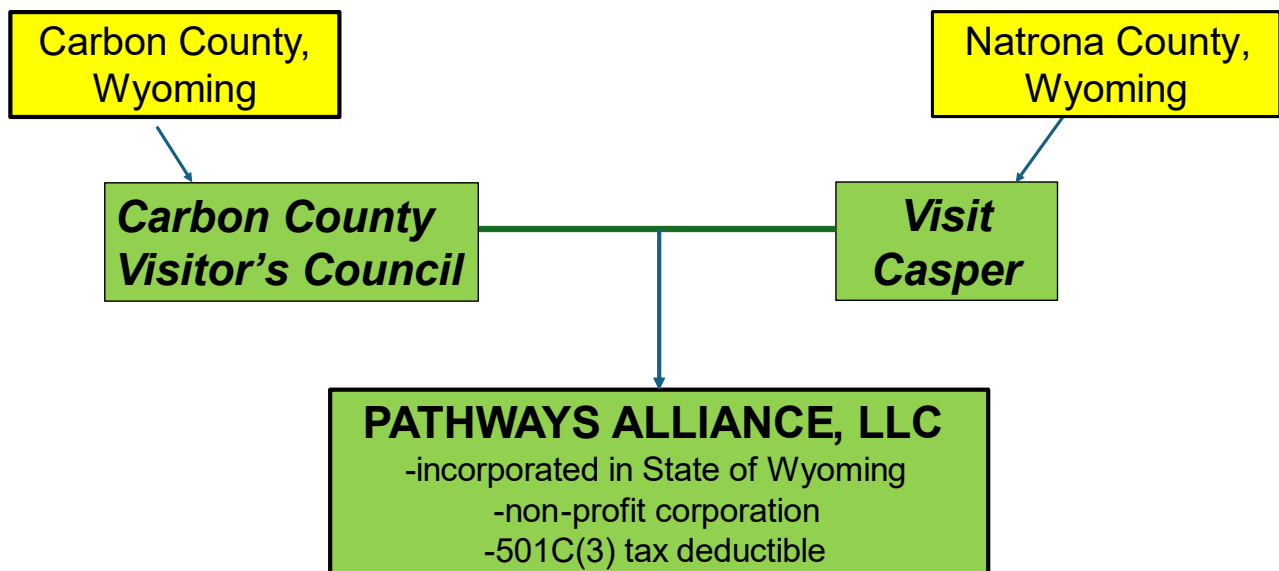 Carbon County,
Wyoming
Natrona County,
Wyoming
Carbon County
Visitor’s Council
Visit
Casper
PATHWAYS ALLIANCE, LLC
-incorporated in State of Wyoming
-non-profit corporation
-501C(3) tax deductible